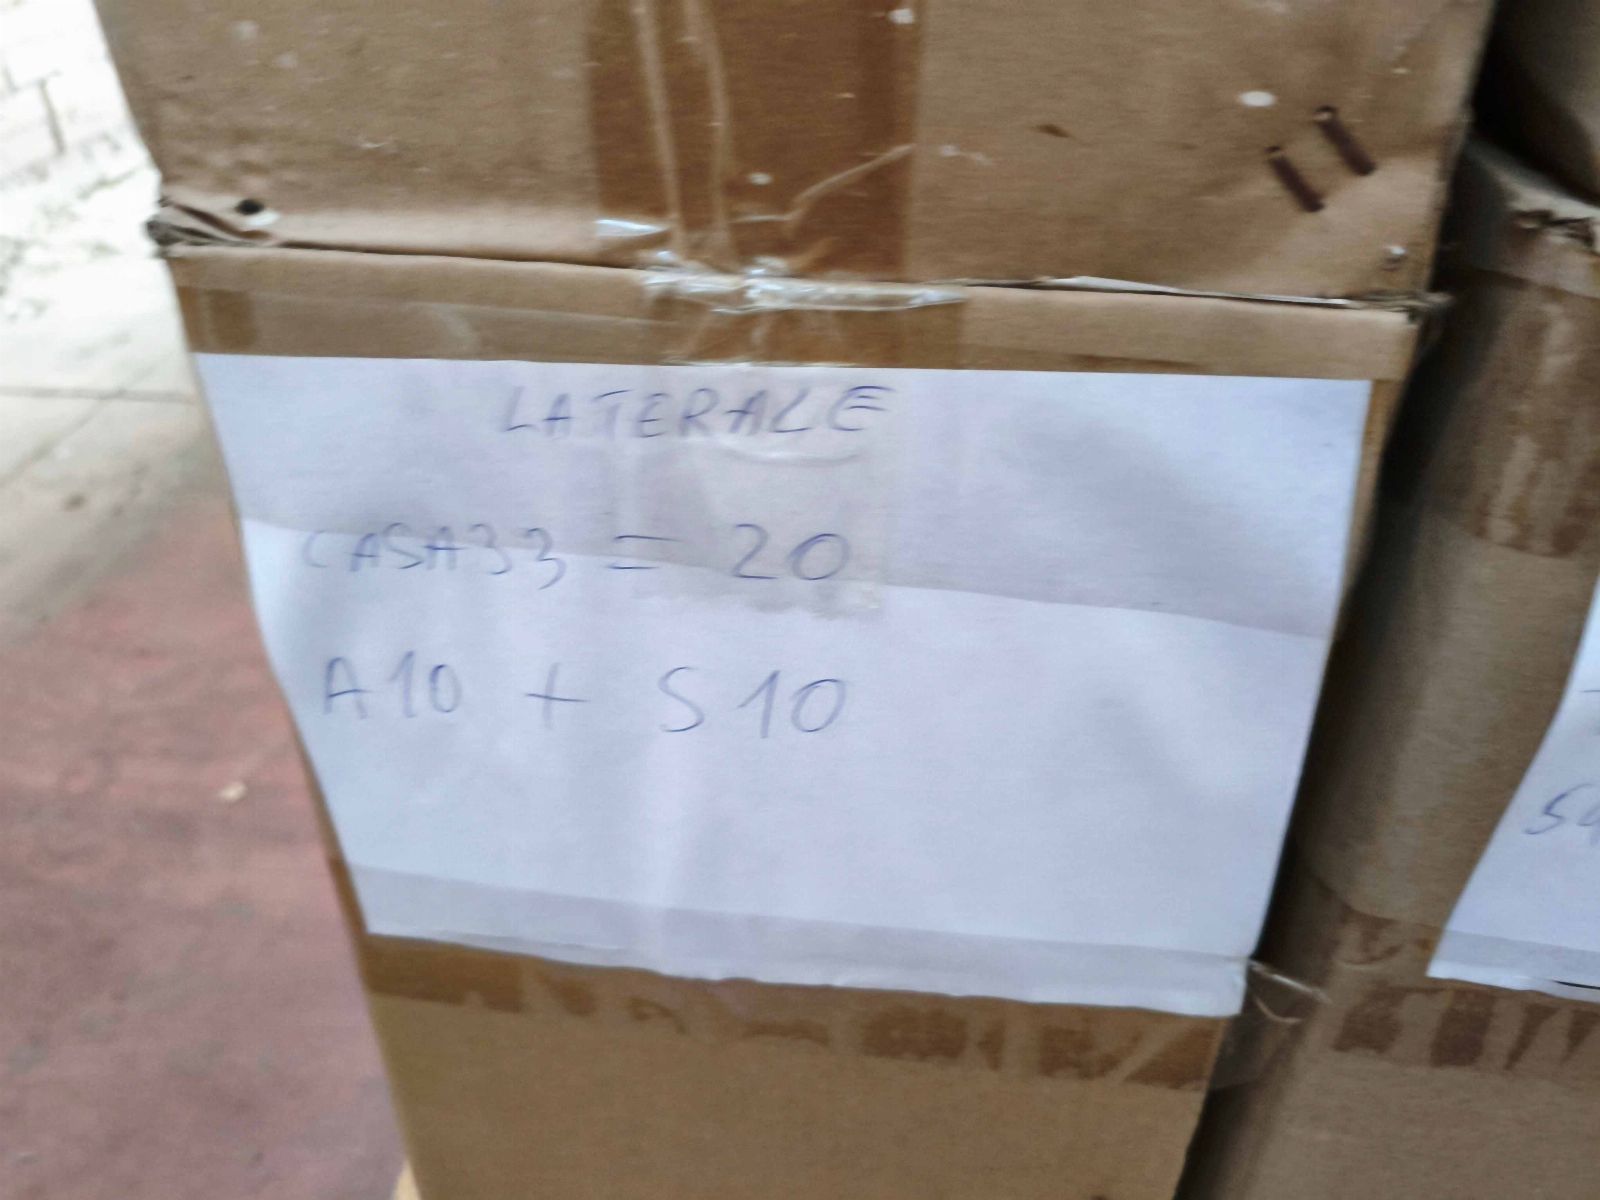 LATERALE
CASA33 = 20
A10 + S10